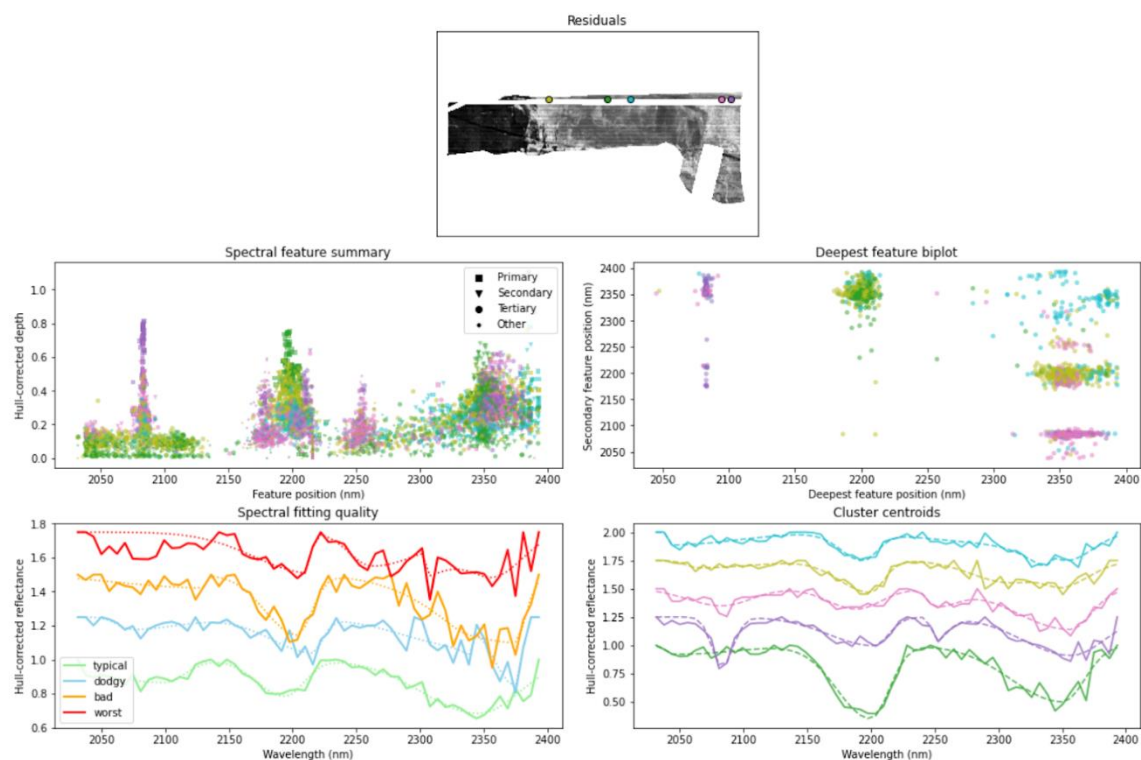 Residuals
Spectral feature summary
Hull-corrected depth
1.0
0.8
0.6
0.4
0.2
0.0
Primary
Secondary
Tertiary
Other
2050 2100 2150 2200 2250 2300 2350 2400
Feature position (nm)
Deepest feature biplot
Secondary feature position (nm)
2400
2350
2300
2250
2200
2150
2100
2050
2050 2100 2150 2200 2250 2300 2350 2400
Deepest feature position (nm)
Spectral fitting quality
Hull-corrected reflectance
1.8
1.6
1.4
1.2
1.0
0.8
0.6
typical
dodgy
bad
worst
2050 2100 2150 2200 2250 2300 2350 2400
Wavelength (nm)
Cluster centroids
Hull-corrected reflectance
2.00
1.75
1.50
1.25
1.00
0.75
0.50
2050 2100 2150 2200 2250 2300 2350 2400
Wavelength (nm)